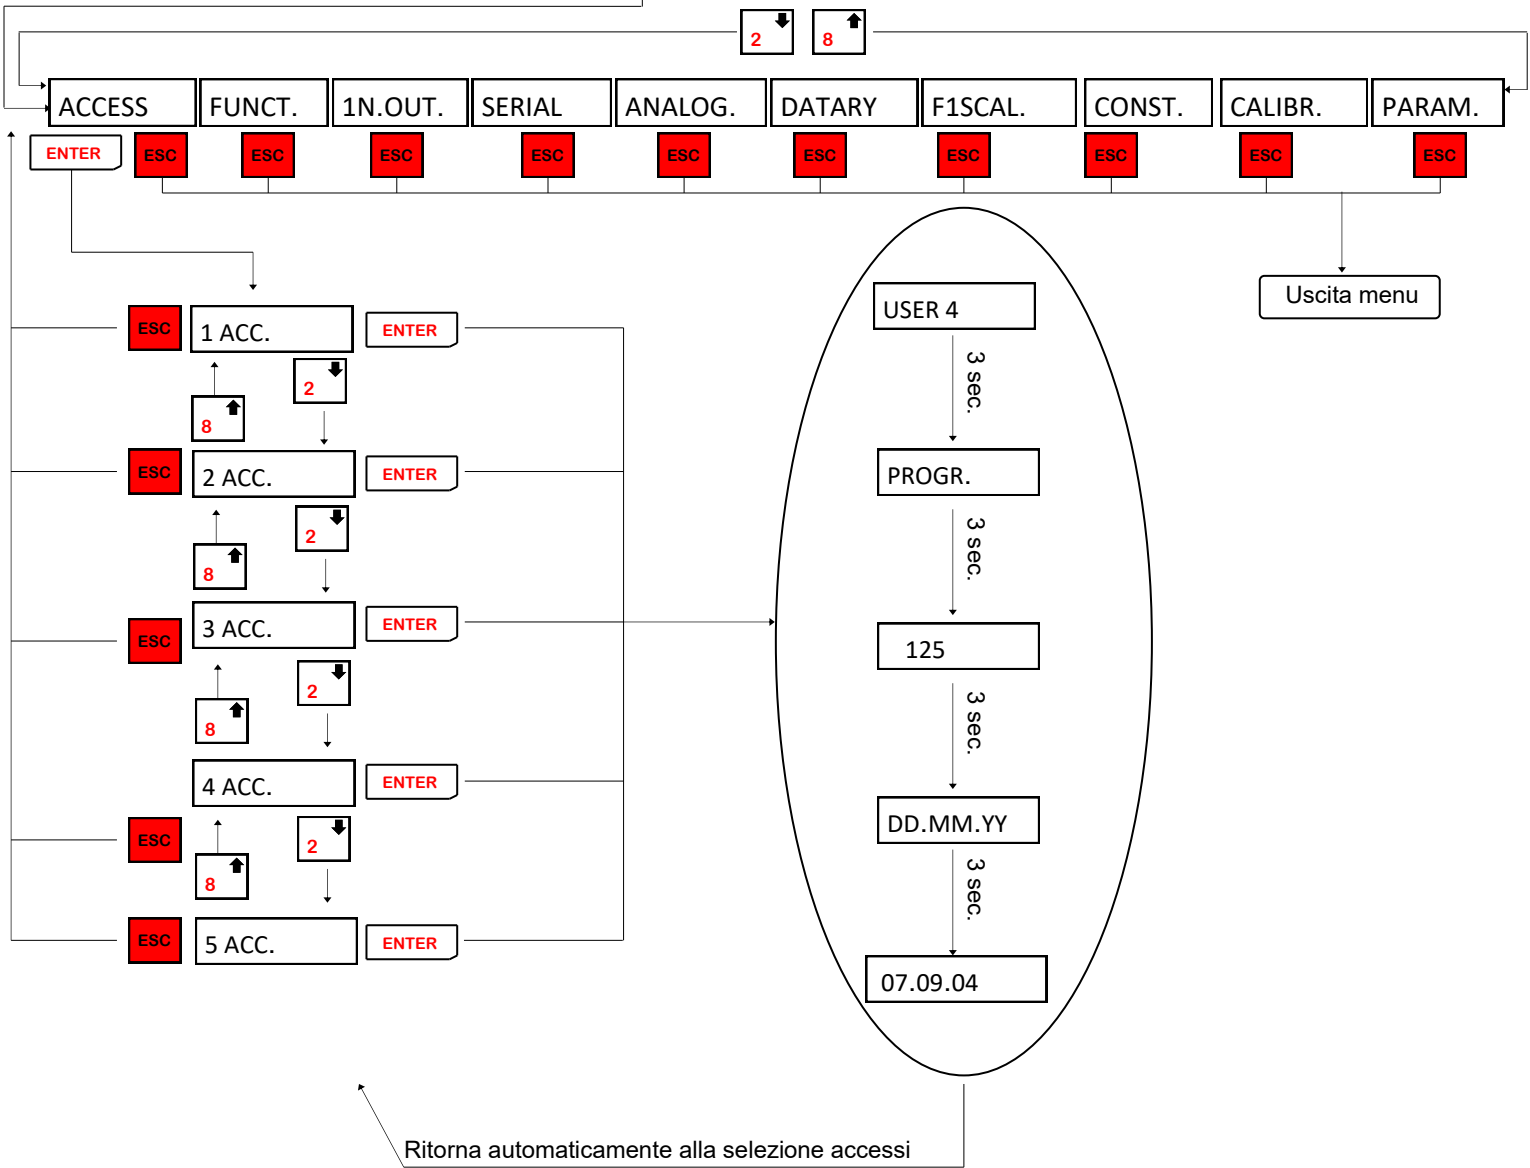 2 8
ACCESS FUNCT. 1N.OUT. SERIAL ANALOG. DATARY F1SCAL. CONST. CALIBR. PARAM.
ENTER ESC ESC ESC ESC ESC ESC ESC ESC ESC ESC
Uscita menu
USER 4
ESC 1 ACC. ENTER
3 sec.
2
8
ESC 2 ACC. ENTER
PROGR.
2
3 sec.
8
ESC 3 ACC. ENTER
125
2
8
3 sec.
4 ACC. ENTER
DD.MM.YY
ESC 2
8
3 sec.
ESC 5 ACC. ENTER
07.09.04
Ritorna automaticamente alla selezione accessi